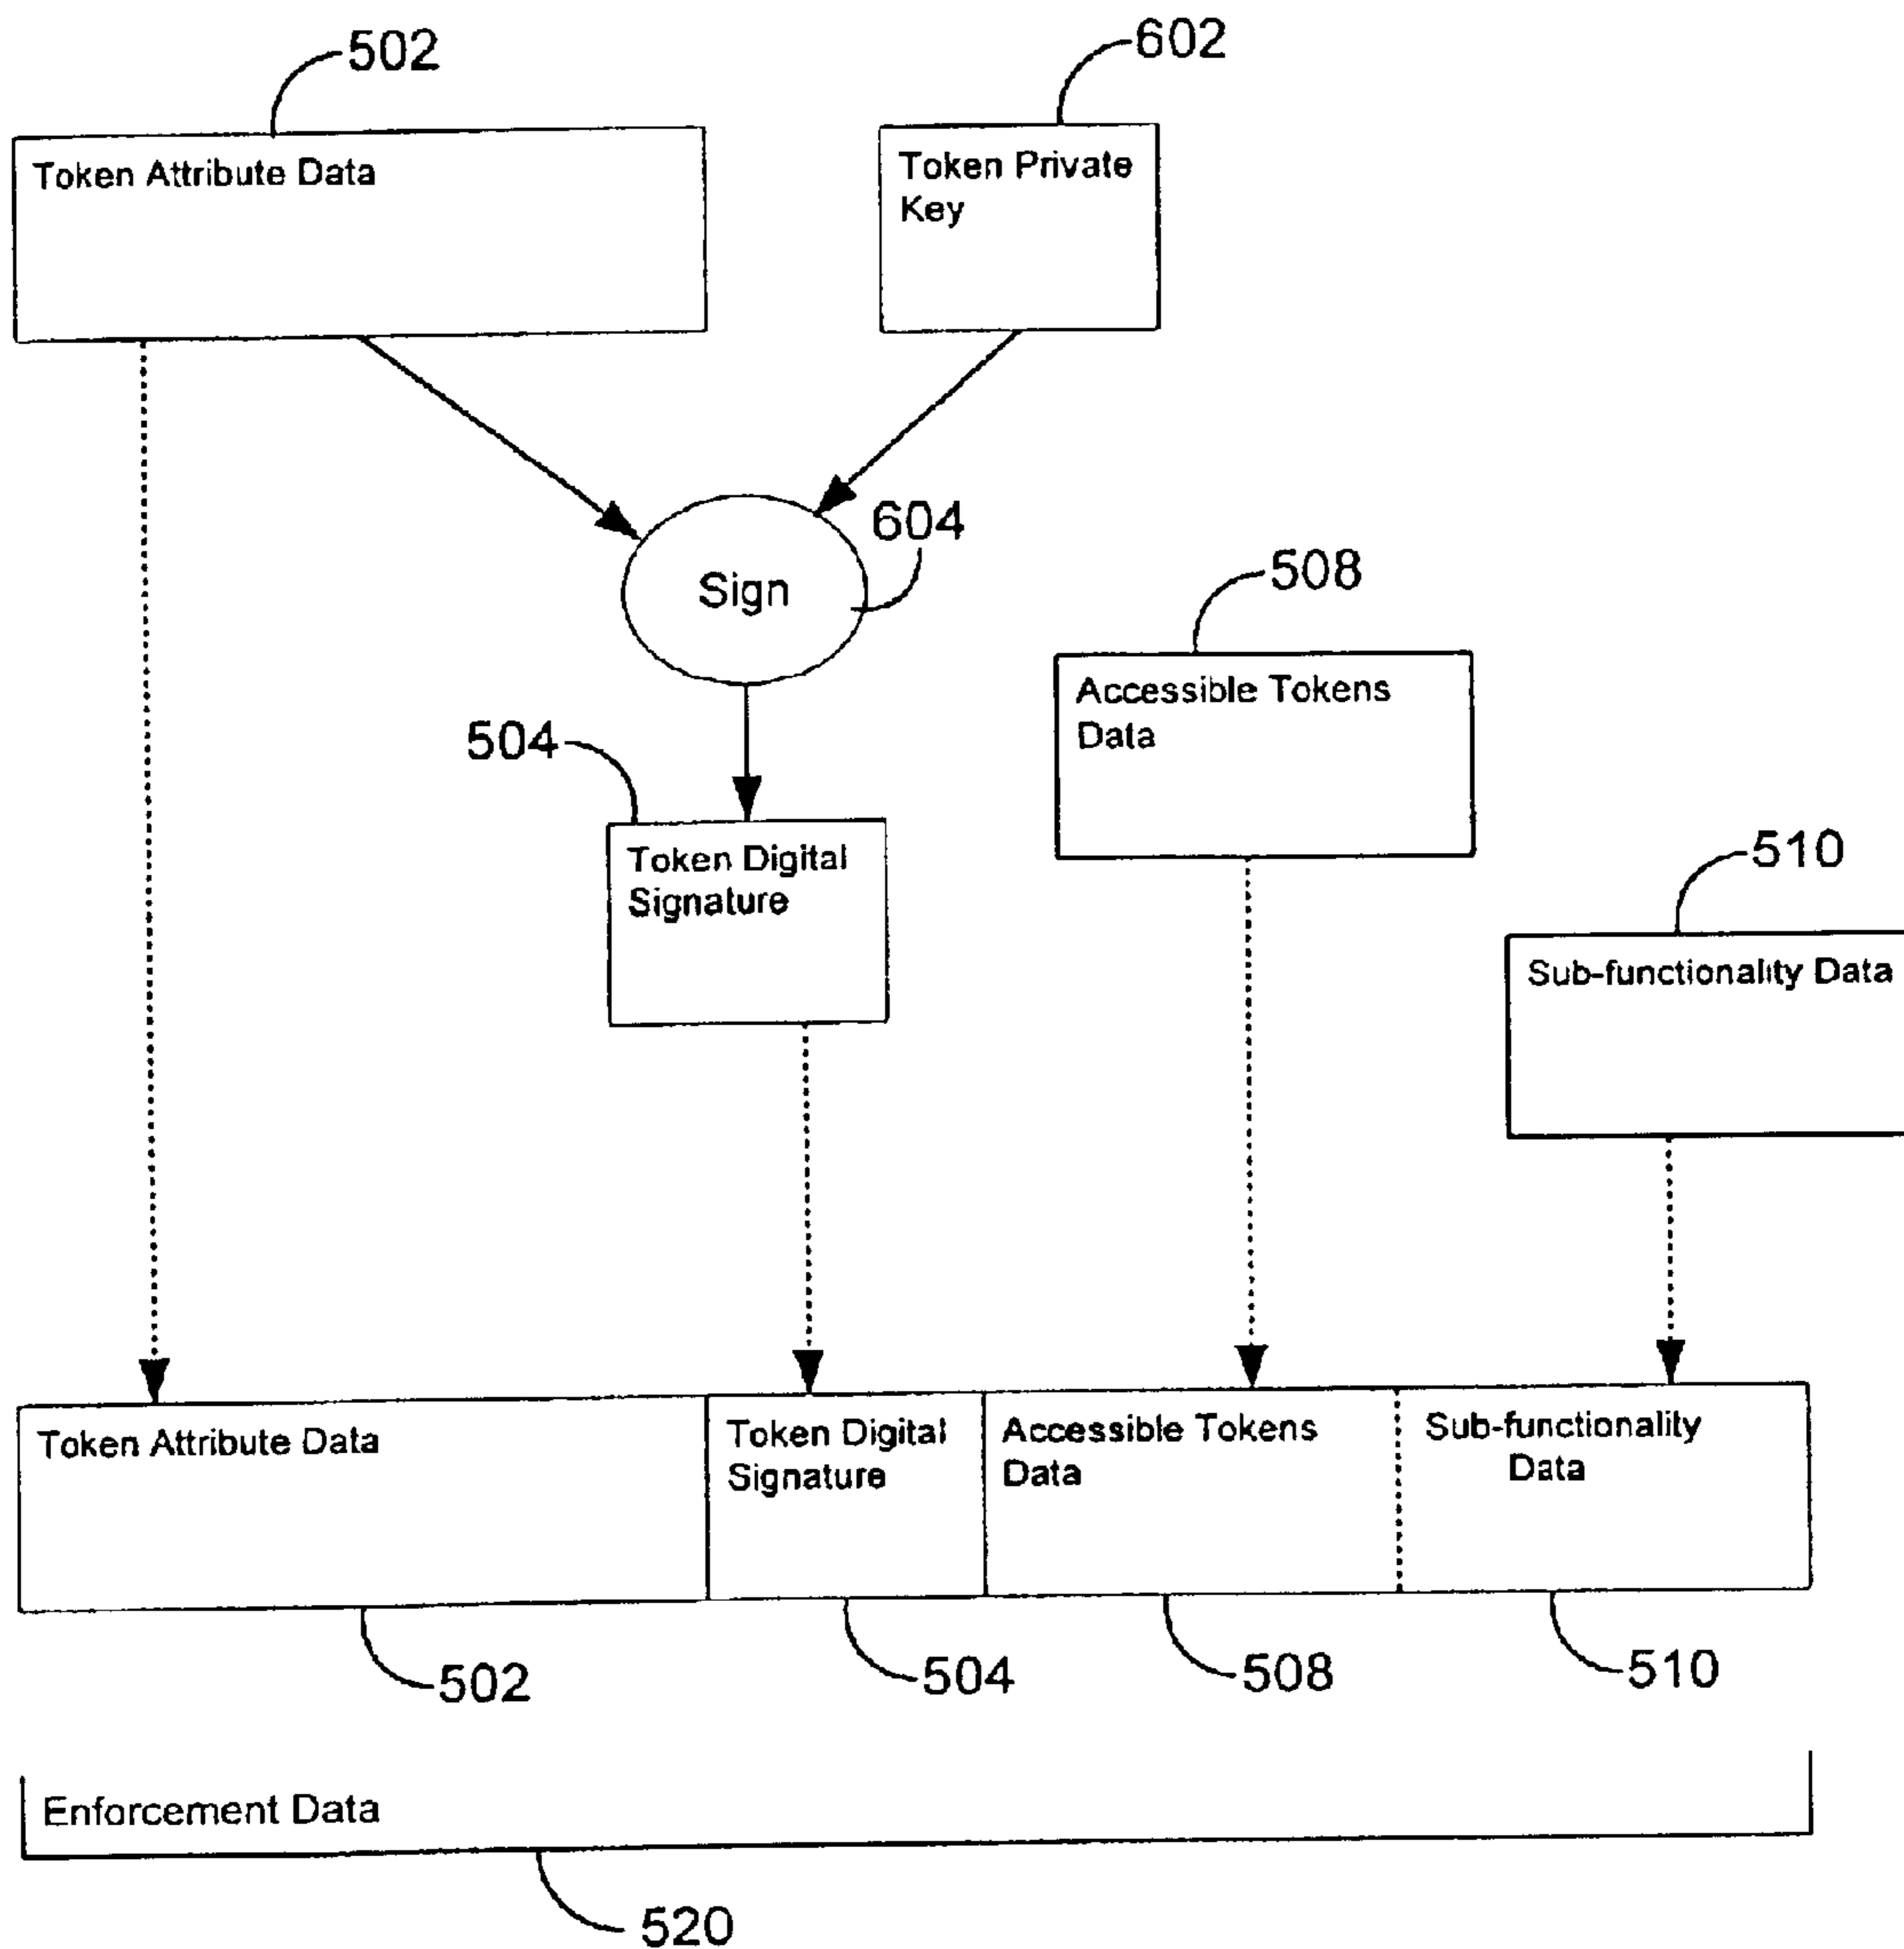 502
602
Token Attribute Data
Token Private
Key
604
Sign
508
Accessible Tokens
Data
504
Token Digital
Signature
510
Sub-functionality Data
Token Attribute Data
Token Digital
Signature
Accessible Tokens
Data
Sub-functionality
Data
502
504
508
510
Enforcement Data
520